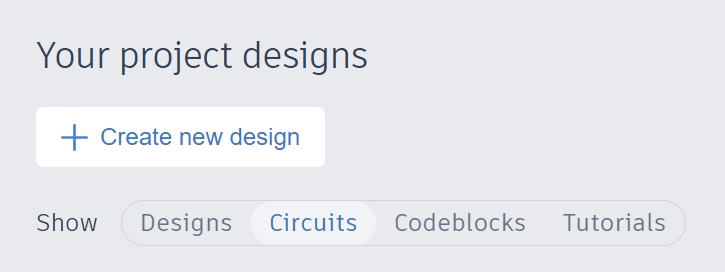 Your project designs
Create new design
Show Designs Circuits Codeblocks Tutorials